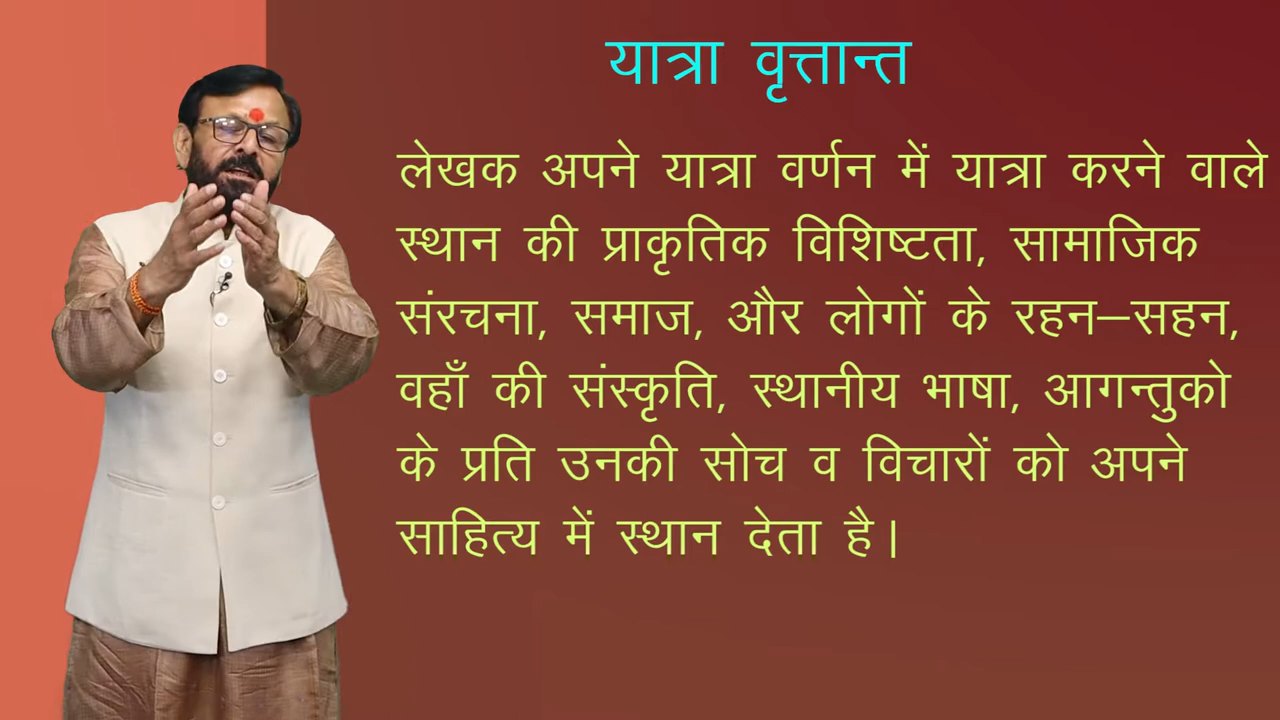 यात्रा वृत्तान्त
लेखक अपने यात्रा वर्णन में यात्रा करने वाले
स्थान की प्राकृतिक विशिष्टता, सामाजिक
संरचना, समाज, और लोगों के रहन–सहन,
वहाँ की संस्कृति, स्थानीय भाषा, आगन्तुको
के प्रति उनकी सोच व विचारों को अपने
साहित्य में स्थान देता है।